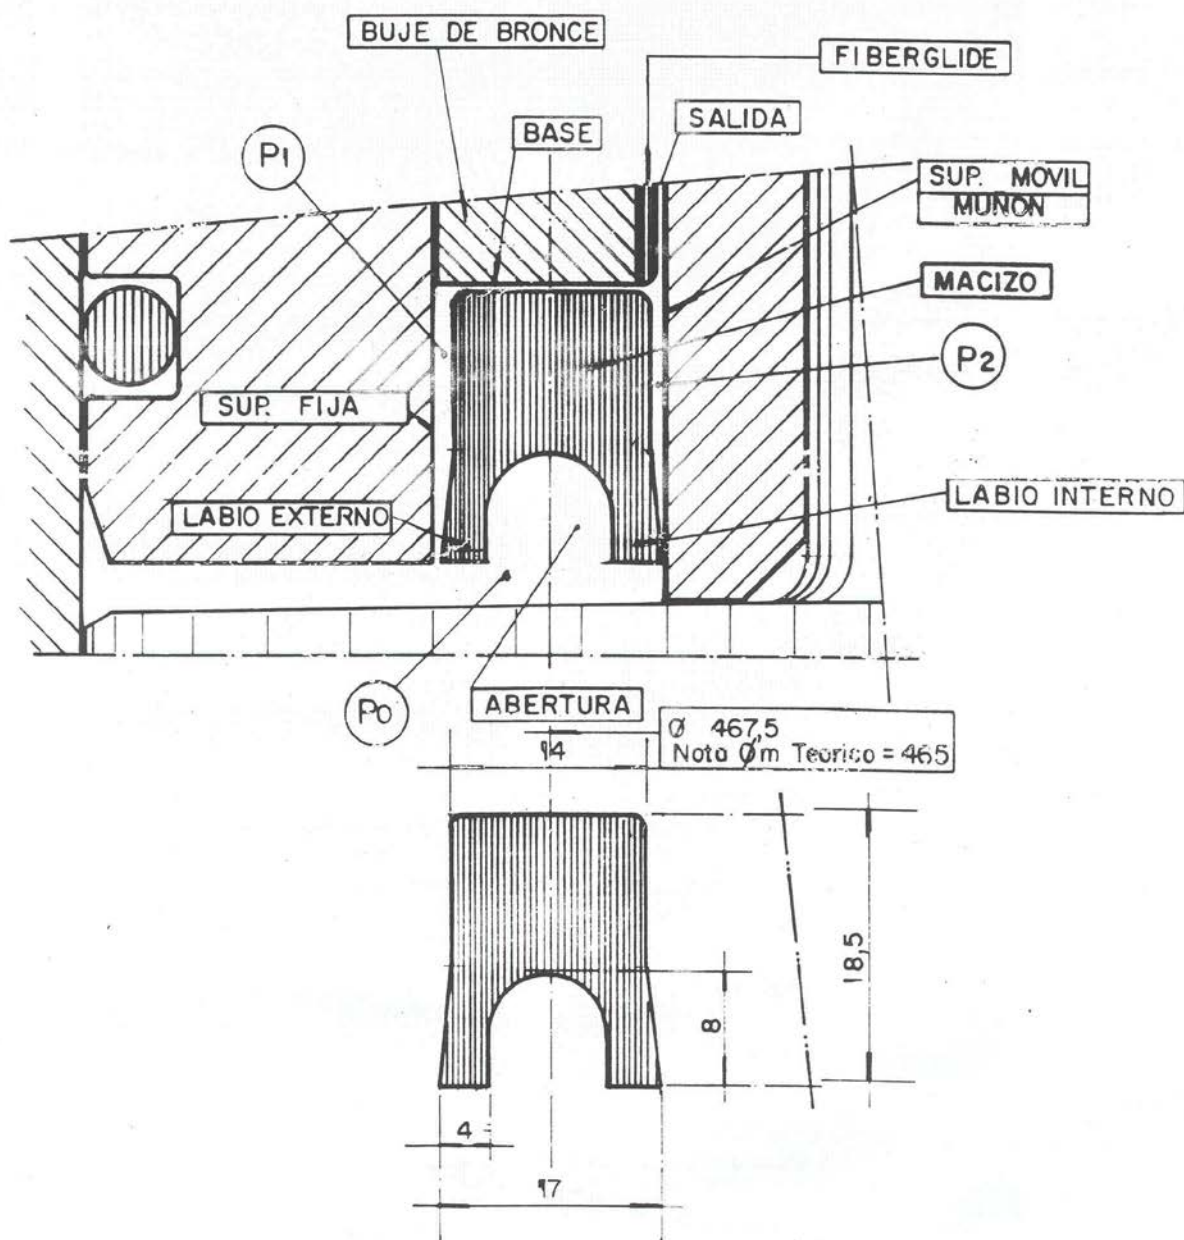 BUJE DE BRONCE
FIBERGLIDE
SALIDA
BASE
P1
SUP. MOVIL
MUÑON
MACIZO
P2
SUP. FIJA
LABIO EXTERNO
LABIO INTERNO
P0
ABERTURA
Ø 467,5
Nota Øm Teorico = 465
14
18,5
8
4
17